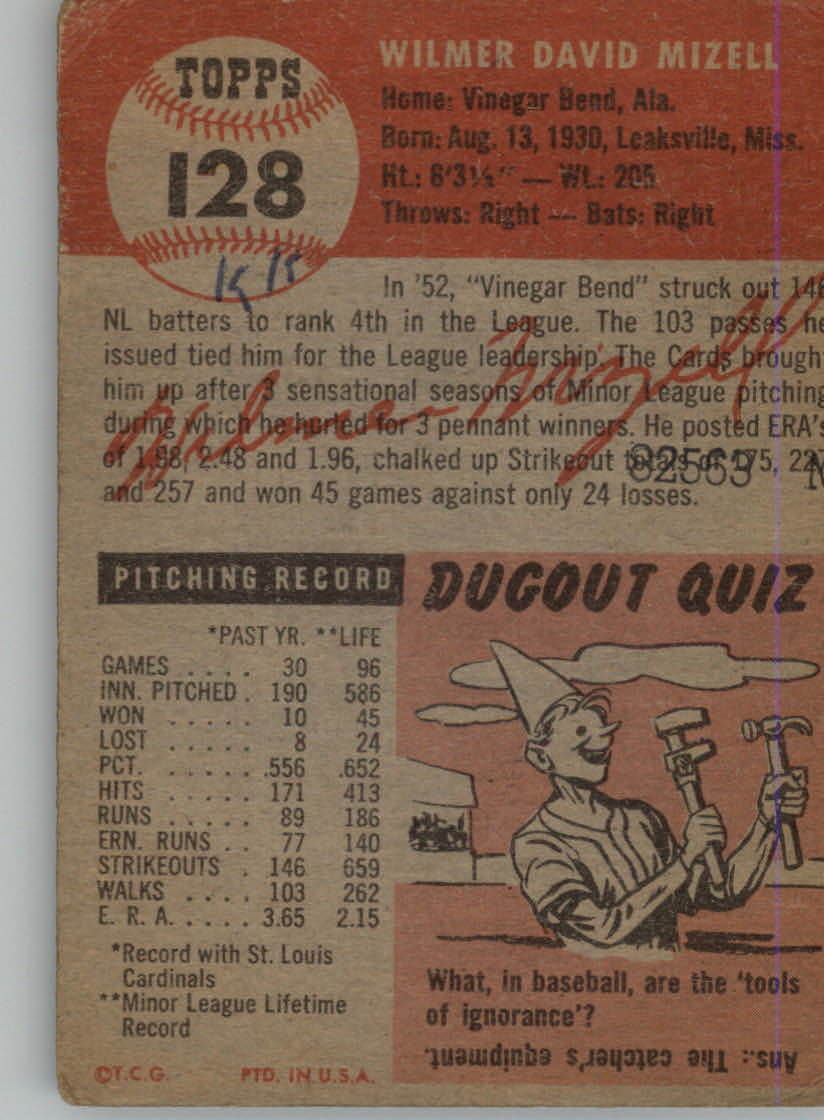 TOPPS
128
WILMER DAVID MIZELL
Home: Vinegar Bend, Ala.
Born: Aug. 13, 1930, Leaksville, Miss.
Ht.: 6'3½" — Wt.: 205
Throws: Right — Bats: Right
KK
In '52, "Vinegar Bend" struck out 146
NL batters to rank 4th in the League. The 103 passes he
issued tied him for the League leadership. The Cards brought
him up after 3 sensational seasons of Minor League pitching
during which he hurled for 3 pennant winners. He posted ERA's
of 1.98, 2.48 and 1.96, chalked up Strikeout totals of 175, 227
and 257 and won 45 games against only 24 losses.
Wilmer Mizell
82563
PITCHING RECORD
*PAST YR. **LIFE
GAMES . . . . 30 96
INN. PITCHED . 190 586
WON . . . . . 10 45
LOST . . . . . 8 24
PCT. . . . . . .556 .652
HITS . . . . . 171 413
RUNS . . . . . 89 186
ERN. RUNS . . 77 140
STRIKEOUTS . 146 659
WALKS . . . . 103 262
E. R. A. . . . . . 3.65 2.15
*Record with St. Louis
Cardinals
**Minor League Lifetime
Record
©T.C.G. PTD. IN U.S.A.
DUGOUT QUIZ
What, in baseball, are the 'tools
of ignorance'?
Ans.: The catcher's equipment.